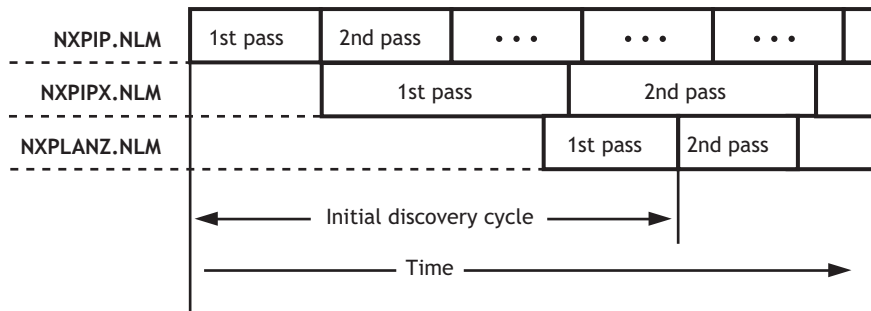 NXPIP.NLM 1st pass 2nd pass • • • • • • • • •
NXPIPX.NLM 1st pass 2nd pass
NXPLANZ.NLM 1st pass 2nd pass
Initial discovery cycle
Time